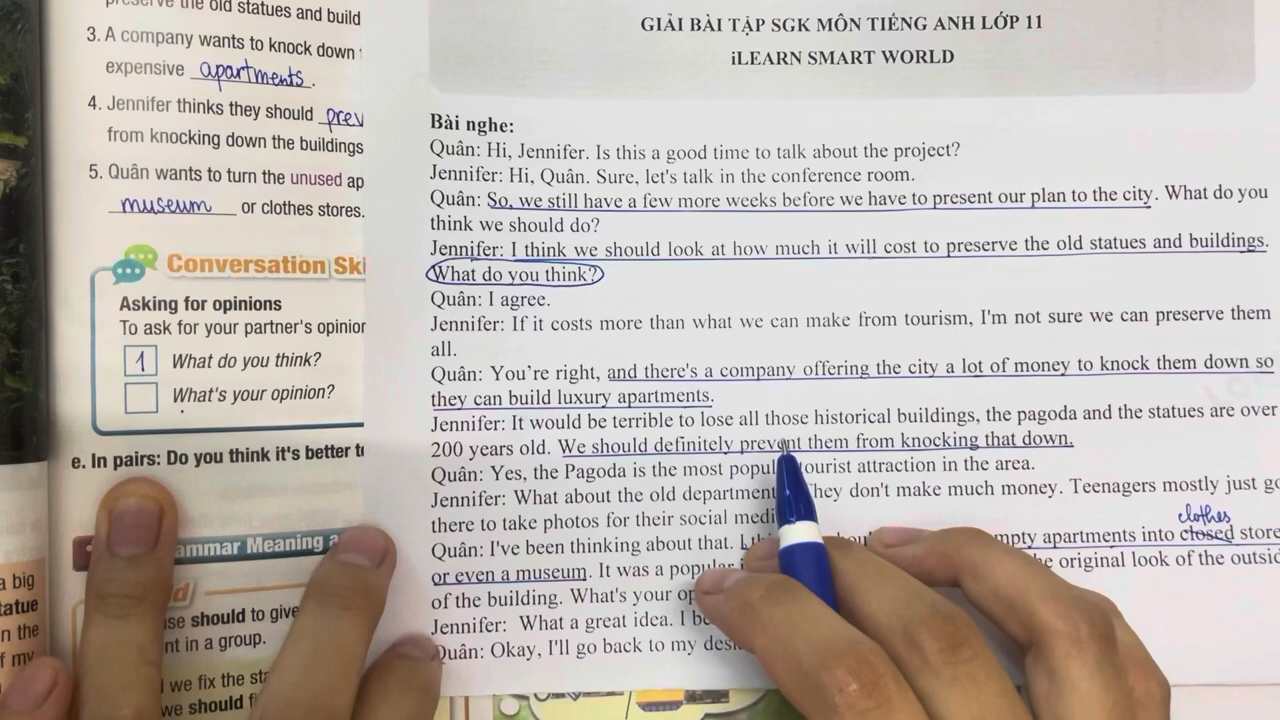 the old statues and build
3. A company wants to knock down
expensive apartments.
4. Jennifer thinks they should prev
from knocking down the buildings
5. Quân wants to turn the unused ap
museum or clothes stores.
Conversation Ski
Asking for opinions
To ask for your partner's opinion
1 What do you think?
What's your opinion?
e. In pairs: Do you think it's better to
ammar Meaning a
use should to give
nt in a group.
we fix the sta
we should f
a big
tatue
n the
f my
GIẢI BÀI TẬP SGK MÔN TIẾNG ANH LỚP 11
iLEARN SMART WORLD
Bài nghe:
Quân: Hi, Jennifer. Is this a good time to talk about the project?
Jennifer: Hi, Quân. Sure, let's talk in the conference room.
Quân: So, we still have a few more weeks before we have to present our plan to the city. What do you
think we should do?
Jennifer: I think we should look at how much it will cost to preserve the old statues and buildings.
What do you think?
Quân: I agree.
Jennifer: If it costs more than what we can make from tourism, I'm not sure we can preserve them
all.
Quân: You're right, and there's a company offering the city a lot of money to knock them down so
they can build luxury apartments.
Jennifer: It would be terrible to lose all those historical buildings, the pagoda and the statues are over
200 years old. We should definitely prevent them from knocking that down.
Quân: Yes, the Pagoda is the most popul tourist attraction in the area.
Jennifer: What about the old department They don't make much money. Teenagers mostly just go
there to take photos for their social medi
clothes
Quân: I've been thinking about that. I mpty apartments into closed store
or even a museum. It was a popular e original look of the outsid
of the building. What's your op
Jennifer: What a great idea. I be
Quân: Okay, I'll go back to my desk